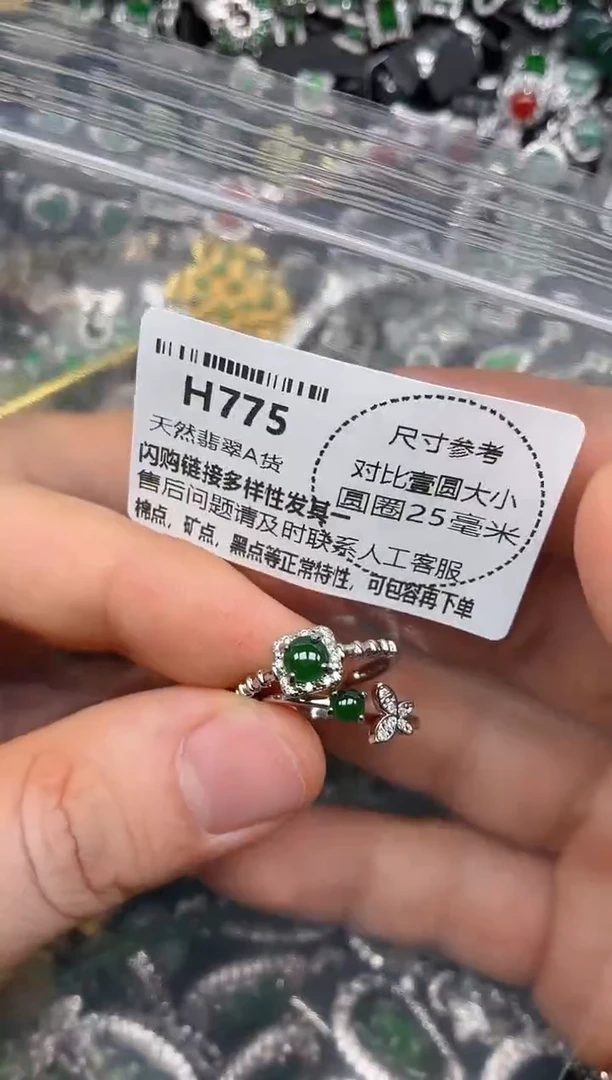 H775
天然翡翠A货
闪购链接多样性发其一
售后问题请及时联系人工客服
棉点，矿点，黑点等正常特性，可包容再下单
尺寸参考
对比壹圆大小
圆圈25毫米